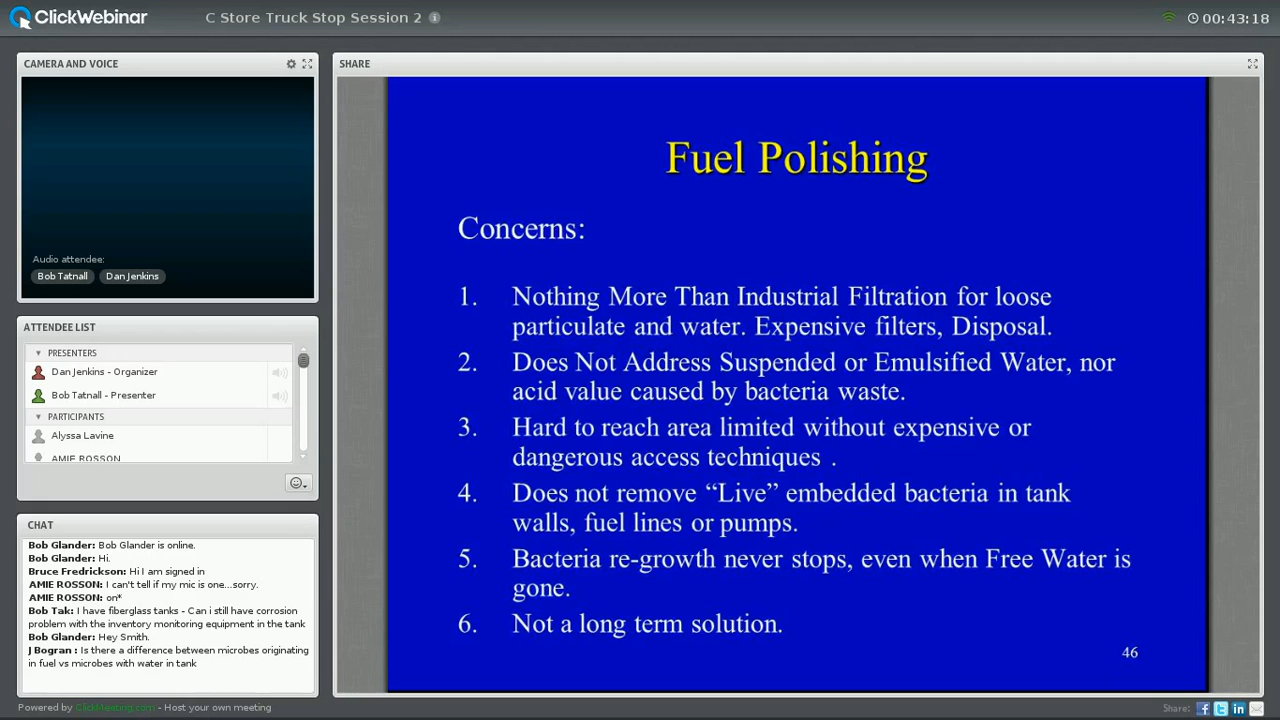 ClickWebinar
C Store Truck Stop Session 2
00:43:18
CAMERA AND VOICE
Audio attendee:
Bob Tatnall Dan Jenkins
ATTENDEE LIST
PRESENTERS
Dan Jenkins - Organizer
Bob Tatnall - Presenter
PARTICIPANTS
Alyssa Lavine
AMIE ROSSON
CHAT
Bob Glander: Bob Glander is online.
Bob Glander: Hi.
Bruce Fredrickson: Hi I am signed in
AMIE ROSSON: I can't tell if my mic is one...sorry.
AMIE ROSSON: on*
Bob Tak: I have fiberglass tanks - Can i still have corrosion
problem with the inventory monitoring equipment in the tank
Bob Glander: Hey Smith.
J Bogran : Is there a difference between microbes originating
in fuel vs microbes with water in tank
SHARE
Fuel Polishing
Concerns:
1. Nothing More Than Industrial Filtration for loose
particulate and water. Expensive filters, Disposal.
2. Does Not Address Suspended or Emulsified Water, nor
acid value caused by bacteria waste.
3. Hard to reach area limited without expensive or
dangerous access techniques .
4. Does not remove “Live” embedded bacteria in tank
walls, fuel lines or pumps.
5. Bacteria re-growth never stops, even when Free Water is
gone.
6. Not a long term solution.
46
Powered by ClickMeeting.com - Host your own meeting
Share: